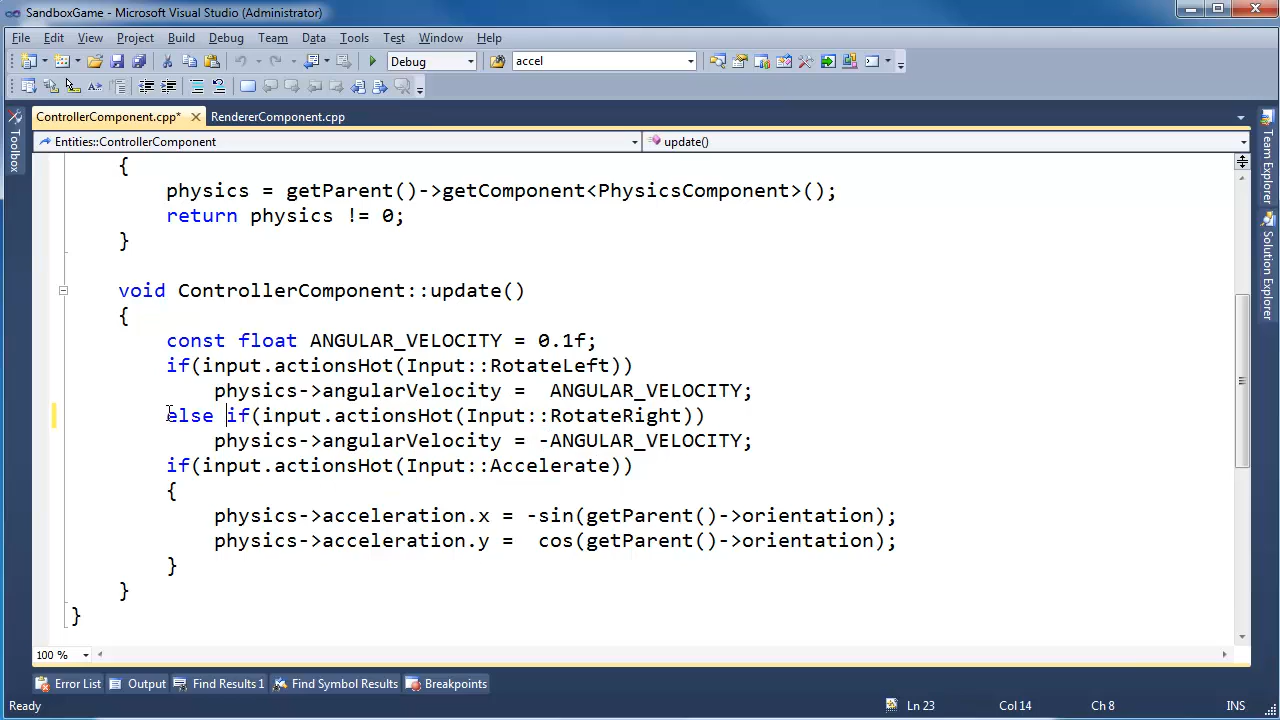 SandboxGame - Microsoft Visual Studio (Administrator)
File Edit View Project Build Debug Team Data Tools Test Window Help
Debug accel
ControllerComponent.cpp* RendererComponent.cpp
Entities::ControllerComponent update()
Toolbox
Team Explorer
Solution Explorer
{
physics = getParent()->getComponent<PhysicsComponent>();
return physics != 0;
}
void ControllerComponent::update()
{
const float ANGULAR_VELOCITY = 0.1f;
if(input.actionsHot(Input::RotateLeft))
physics->angularVelocity =  ANGULAR_VELOCITY;
else if(input.actionsHot(Input::RotateRight))
physics->angularVelocity = -ANGULAR_VELOCITY;
if(input.actionsHot(Input::Accelerate))
{
physics->acceleration.x = -sin(getParent()->orientation);
physics->acceleration.y =  cos(getParent()->orientation);
}
}
}
100 %
Error List Output Find Results 1 Find Symbol Results Breakpoints
Ready Ln 23 Col 14 Ch 8 INS